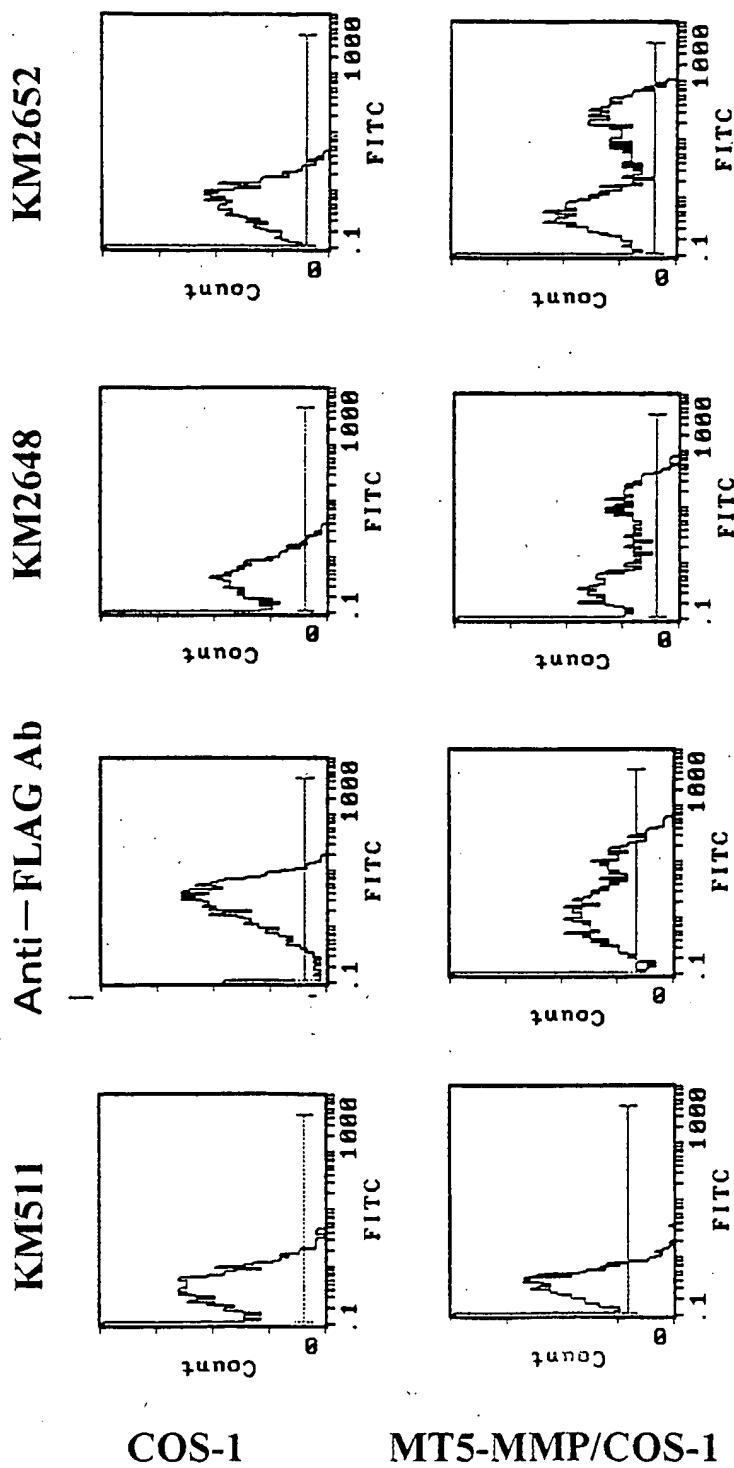 KM511
Anti-FLAG Ab
KM2648
KM2652
COS-1
Count
0
.1
1000
FITC
Count
0
.1
1000
FITC
Count
0
.1
1000
FITC
Count
0
.1
1000
FITC
MT5-MMP/COS-1
Count
0
.1
1000
FITC
Count
0
.1
1000
FITC
Count
0
.1
1000
FITC
Count
0
.1
1000
FITC